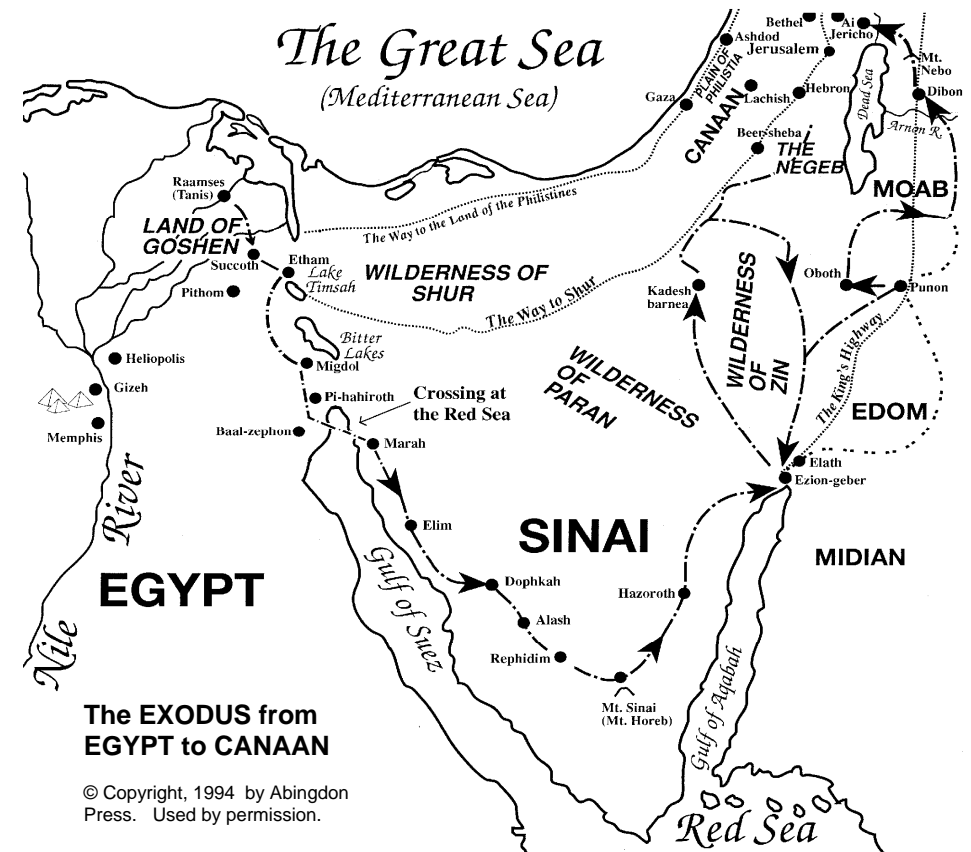 The Great Sea
(Mediterranean Sea)
Bethel
Ai
Jericho
Ashdod
Jerusalem
Mt.
Nebo
PLAIN OF
PHILISTIA
Dead Sea
Gaza
Lachish
Hebron
Dibon
CANAAN
Arnon R.
Beer-sheba
THE
NEGEB
MOAB
Raamses
(Tanis)
The Way to the Land of the Philistines
LAND OF
GOSHEN
Succoth
Etham
Lake
Timsah
WILDERNESS OF
SHUR
Pithom
The Way to Shur
Kadesh
barnea
WILDERNESS
OF
ZIN
Oboth
Punon
Bitter
Lakes
Heliopolis
Migdol
Gizeh
Pi-hahiroth
Crossing at
the Red Sea
WILDERNESS
OF
PARAN
The King's Highway
EDOM
Memphis
Baal-zephon
Marah
Elath
Ezion-geber
Nile River
Elim
SINAI
MIDIAN
EGYPT
Gulf of Suez
Dophkah
Hazoroth
Alash
Rephidim
Mt. Sinai
(Mt. Horeb)
Gulf of Aqabah
The EXODUS from
EGYPT to CANAAN
© Copyright, 1994 by Abingdon
Press. Used by permission.
Red Sea